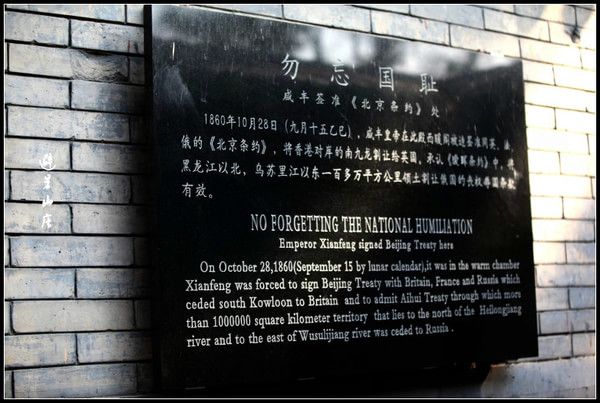 勿忘国耻
咸丰签准《北京条约》处
1860年10月28日（九月十五乙巳），咸丰皇帝在此殿西暖阁被迫签准同英、法、
俄的《北京条约》，将香港对岸的南九龙割让给英国，承认《瑷珲条约》中，将
黑龙江以北，乌苏里江以东一百多万平方公里领土割让俄国的
有效。
NO FORGETTING THE NATIONAL HUMILIATION
Emperor Xianfeng signed Beijing Treaty here
On October 28,1860(September 15 by lunar calendar),it was in the warm chamber
Xianfeng was forced to sign Beijing Treaty with Britain, France and Russia which
ceded south Kowloon to Britain and to admit Aihui Treaty through which more
than 1000000 square kilometer territory that lies to the north of the Heilongjiang
river and to the east of Wusulijiang river was ceded to Russia .